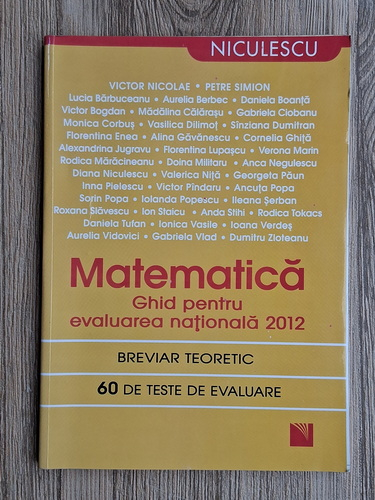 NICULESCU
VICTOR NICOLAE • PETRE SIMION
Lucia Bărbuceanu • Aurelia Berbec • Daniela Boanță
Victor Bogdan • Mădălina Călărașu • Gabriela Ciobanu
Monica Corbuș • Vasilica Dilimoț • Sînziana Dumitran
Florentina Enea • Alina Găvănescu • Cornelia Ghiță
Alexandrina Jugravu • Florentina Lupașcu • Verona Marin
Rodica Mărăcineanu • Doina Militaru • Anca Negulescu
Diana Niculescu • Valerica Niță • Georgeta Păun
Inna Pielescu • Victor Pîndaru • Ancuța Popa
Sorin Popa • Iolanda Popescu • Ileana Șerban
Roxana Slăvescu • Ion Staicu • Anda Stihi • Rodica Tokacs
Daniela Tufan • Ionica Vasile • Ioana Verdeș
Aurelia Vidovici • Gabriela Vlad • Dumitru Zloteanu
Matematică
Ghid pentru
evaluarea națională 2012
BREVIAR TEORETIC
60 DE TESTE DE EVALUARE